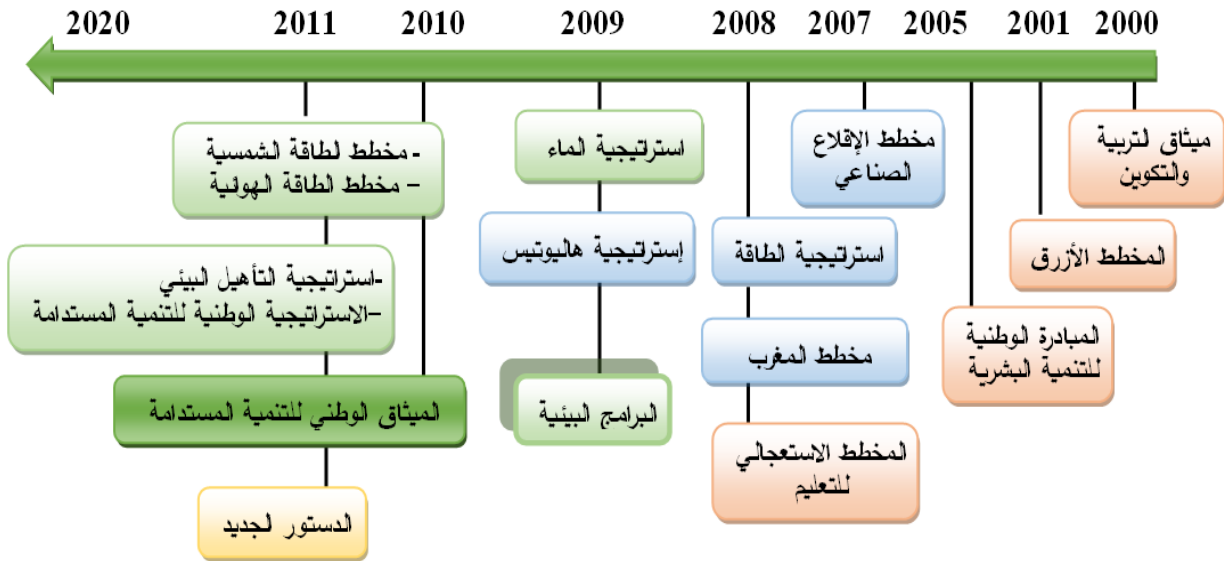 2000
2001
2005
2007
2008
2009
2010
2011
2020
ميثاق لتربية
والتكوين
المخطط الأزرق
المبادرة الوطنية
للتنمية البشرية
مخطط الإقلاع
الصناعي
استراتيجية الطاقة
مخطط المغرب
المخطط الاستعجالي
للتعليم
استراتيجية الماء
إستراتيجية هاليوتيس
البرامج البيئية
- مخطط لطاقة الشمسية
– مخطط الطاقة الهوائية
-استراتيجية التأهيل البيئي
–الاستراتيجية الوطنية للتنمية المستدامة
الميثاق الوطني للتنمية المستدامة
الدستور لجديد